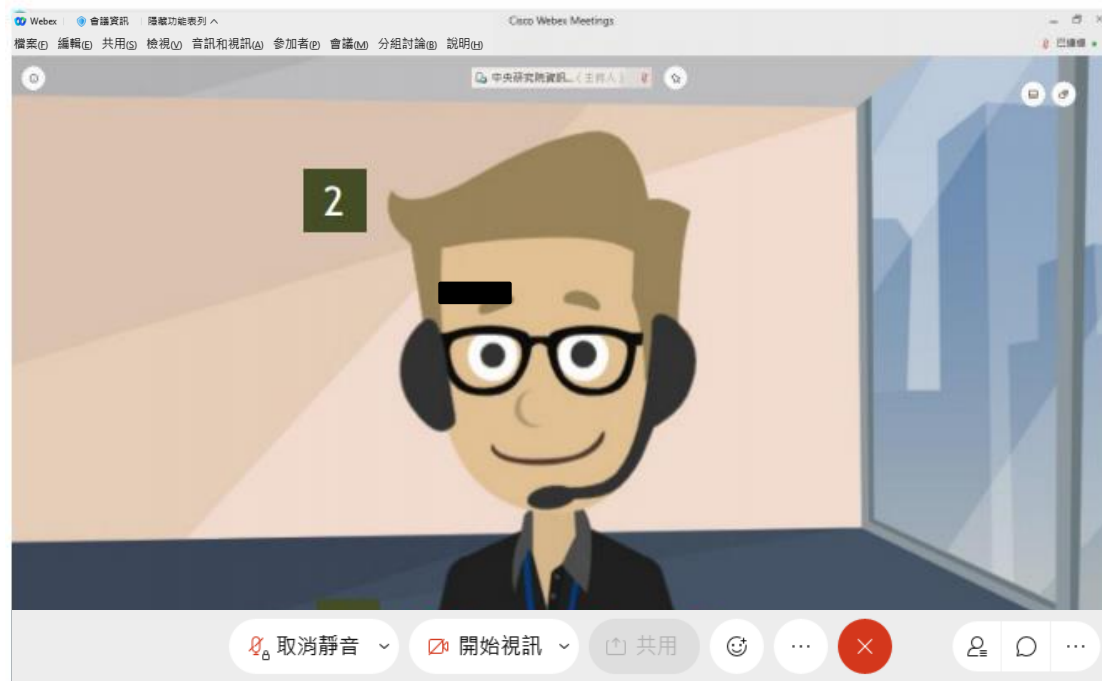 Webex 會議資訊 隱藏功能表列 Cisco Webex Meetings
檔案(F) 編輯(E) 共用(S) 檢視(V) 音訊和視訊(A) 參加者(P) 會議(M) 分組討論(B) 說明(H) 已連線
中央研究院資訊...(主持人)
2
取消靜音 開始視訊 共用